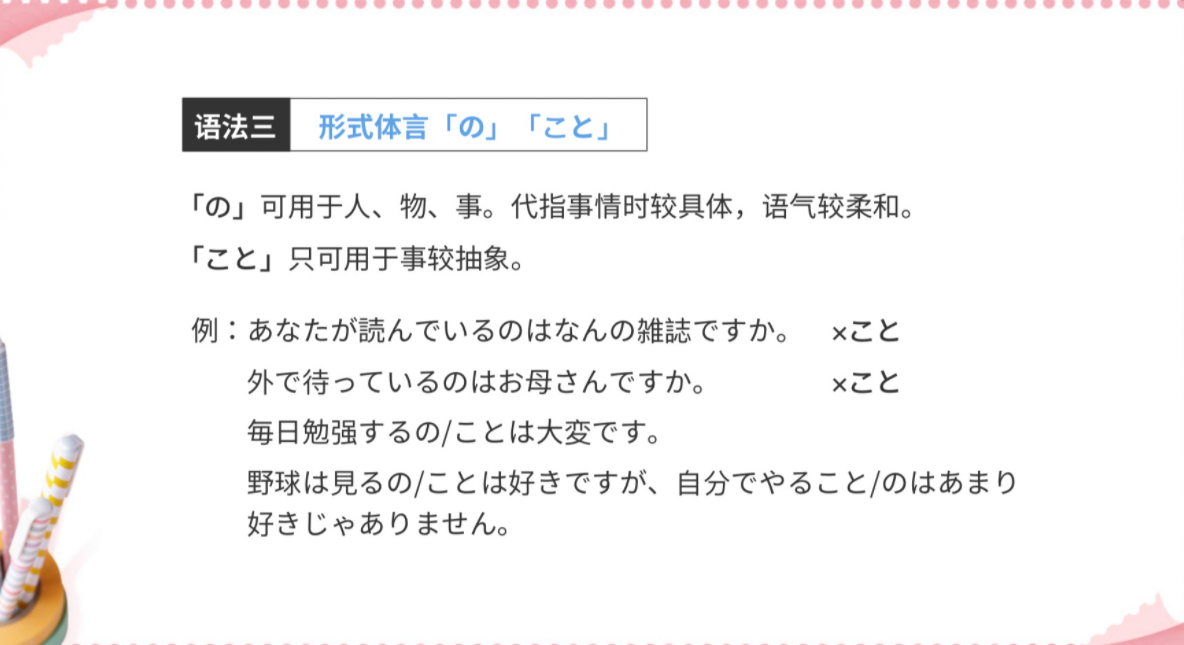 语法三 形式体言「の」「こと」
「の」可用于人、物、事。代指事情时较具体，语气较柔和。
「こと」只可用于事较抽象。
例：あなたが読んでいるのはなんの雑誌ですか。 ×こと
外で待っているのはお母さんですか。 ×こと
毎日勉强するの/ことは大変です。
野球は見るの/ことは好きですが、自分でやること/のはあまり
好きじゃありません。